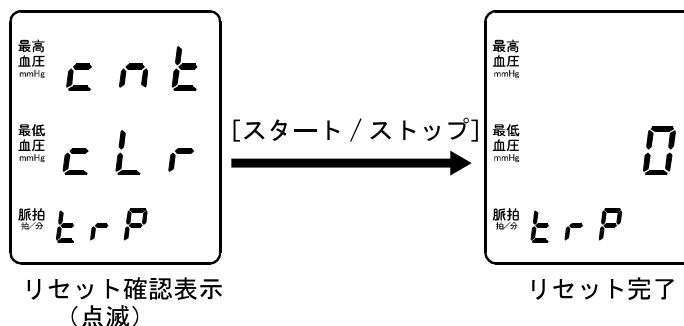 最高
血圧
mmHg
cnt
最低
血圧
mmHg
cLr
脈拍
拍/分
trP
リセット確認表示
(点滅)
[スタート/ストップ]
最高
血圧
mmHg
最低
血圧
mmHg
0
脈拍
拍/分
trP
リセット完了